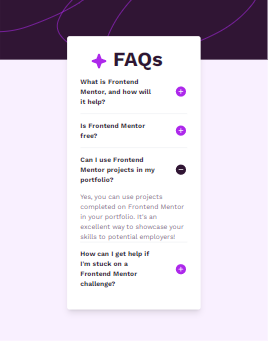 FAQs
What is Frontend
Mentor, and how will
it help?
Is Frontend Mentor
free?
Can I use Frontend
Mentor projects in my
portfolio?
Yes, you can use projects
completed on Frontend Mentor
in your portfolio. It's an
excellent way to showcase your
skills to potential employers!
How can I get help if
I'm stuck on a
Frontend Mentor
challenge?